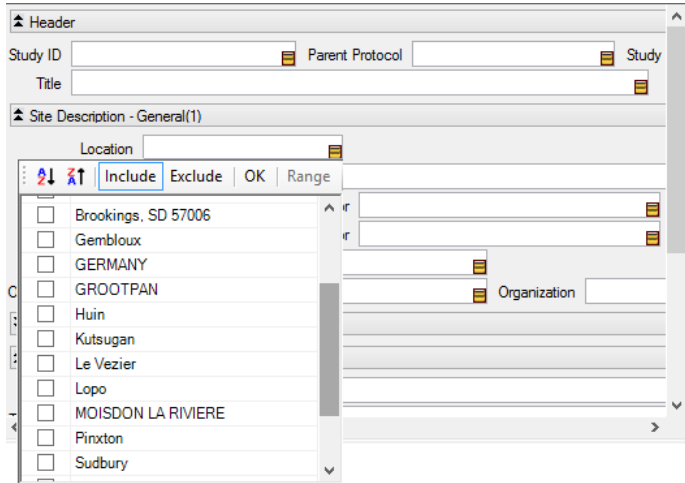 Header
Study ID Parent Protocol Study
Title
Site Description - General(1)
Location
Include Exclude OK Range
Brookings, SD 57006
Gembloux
GERMANY
GROOTPAN
Organization
Huin
Kutsugan
Le Vezier
Lopo
MOISDON LA RIVIERE
Pinxton
Sudbury